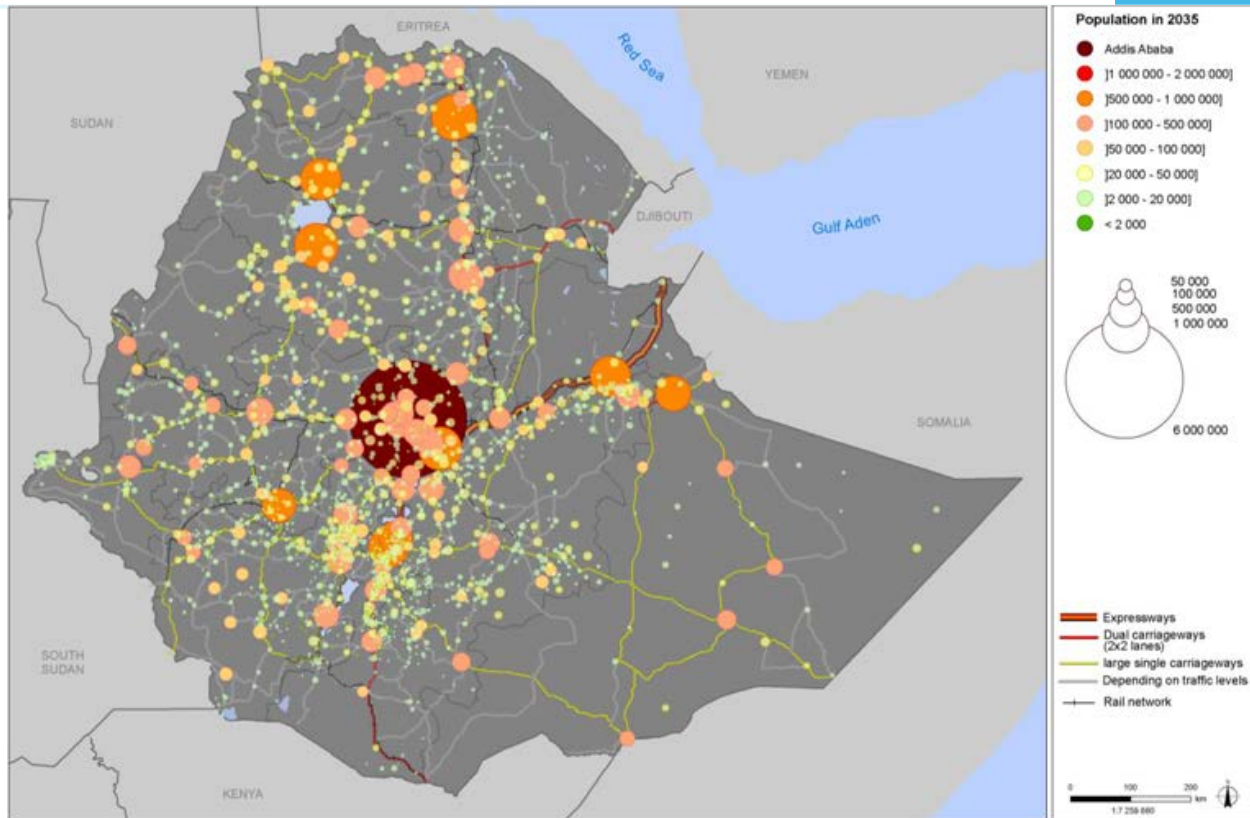 ERITREA
Red Sea
YEMEN
SUDAN
DJIBOUTI
Gulf Aden
SOMALIA
SOUTH
SUDAN
KENYA
Population in 2035
Addis Ababa
]1 000 000 - 2 000 000]
]500 000 - 1 000 000]
]100 000 - 500 000]
]50 000 - 100 000]
]20 000 - 50 000]
]2 000 - 20 000]
< 2 000
50 000
100 000
500 000
1 000 000
6 000 000
Expressways
Dual carriageways
(2x2 lanes)
large single carriageways
Depending on traffic levels
Rail network
0 100 200
km
1:7 259 860